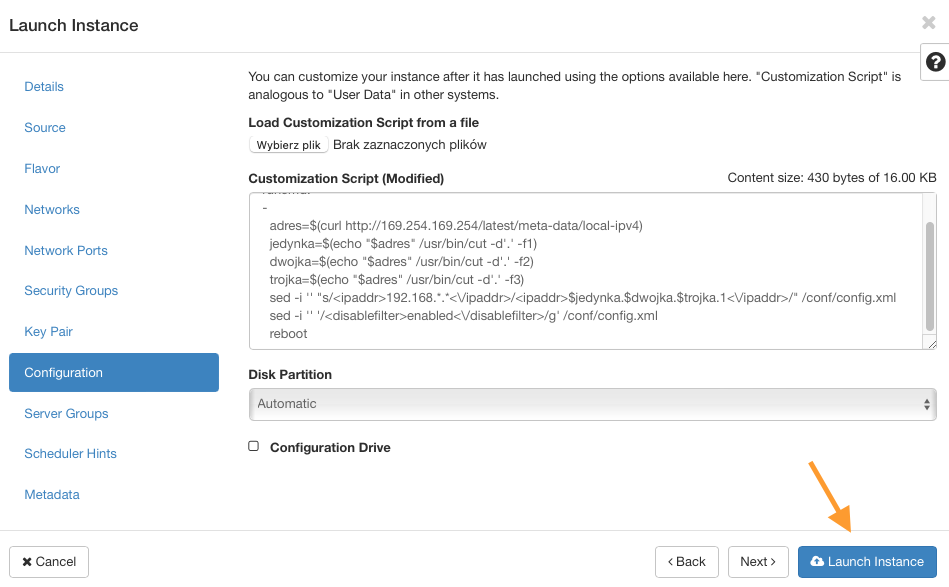 Launch Instance
Details
Source
Flavor
Networks
Network Ports
Security Groups
Key Pair
Configuration
Server Groups
Scheduler Hints
Metadata
You can customize your instance after it has launched using the options available here. "Customization Script" is
analogous to "User Data" in other systems.
Load Customization Script from a file
Wybierz plik Brak zaznaczonych plików
Customization Script (Modified) Content size: 430 bytes of 16.00 KB
-
adres=$(curl http://169.254.169.254/latest/meta-data/local-ipv4)
jedynka=$(echo "$adres" /usr/bin/cut -d'.' -f1)
dwojka=$(echo "$adres" /usr/bin/cut -d'.' -f2)
trojka=$(echo "$adres" /usr/bin/cut -d'.' -f3)
sed -i '' "s/<ipaddr>192.168.*.*<\/ipaddr>/<ipaddr>$jedynka.$dwojka.$trojka.1<\/ipaddr>/" /conf/config.xml
sed -i '' '/<disablefilter>enabled<\/disablefilter>/g' /conf/config.xml
reboot
Disk Partition
Automatic
Configuration Drive
Cancel
< Back
Next >
Launch Instance